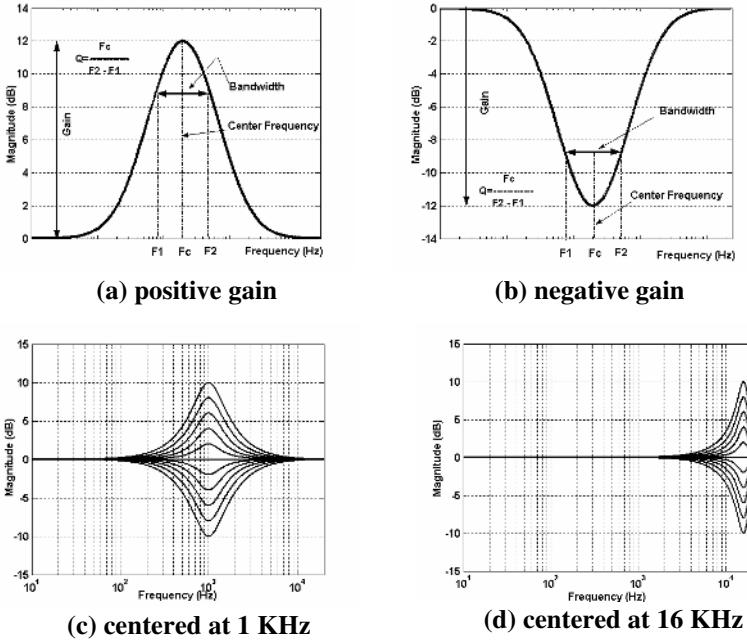 14
12
10
8
6
4
2
0
Magnitude (dB)
Gain
Fc
Q=
F2 - F1
Bandwidth
Center Frequency
F1 Fc F2 Frequency (Hz)
(a) positive gain
0
-2
-4
-6
-8
-10
-12
-14
Magnitude (dB)
Gain
Bandwidth
Fc
Q=
F2 - F1
Center Frequency
F1 Fc F2 Frequency (Hz)
(b) negative gain
15
10
5
0
-5
-10
-15
Magnitude (dB)
10^1 10^2 10^3 10^4
Frequency (Hz)
(c) centered at 1 KHz
15
10
5
0
-5
-10
-15
Magnitude (dB)
10^1 10^2 10^3 10^4
Frequency (Hz)
(d) centered at 16 KHz